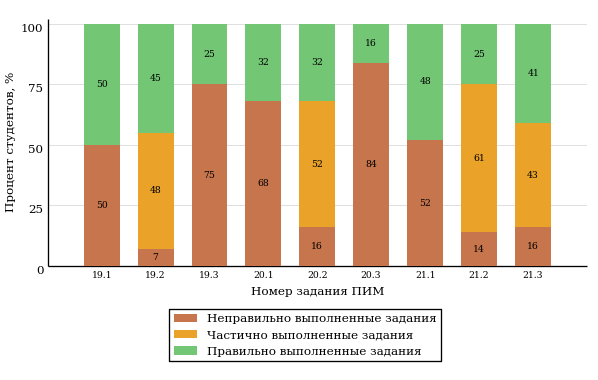 Процент студентов, %
100
75
50
25
0
50 45 25 32 32 16 48 25 41
48 52 61 43
50 7 75 68 16 84 52 14 16
19.1 19.2 19.3 20.1 20.2 20.3 21.1 21.2 21.3
Номер задания ПИМ
Неправильно выполненные задания
Частично выполненные задания
Правильно выполненные задания